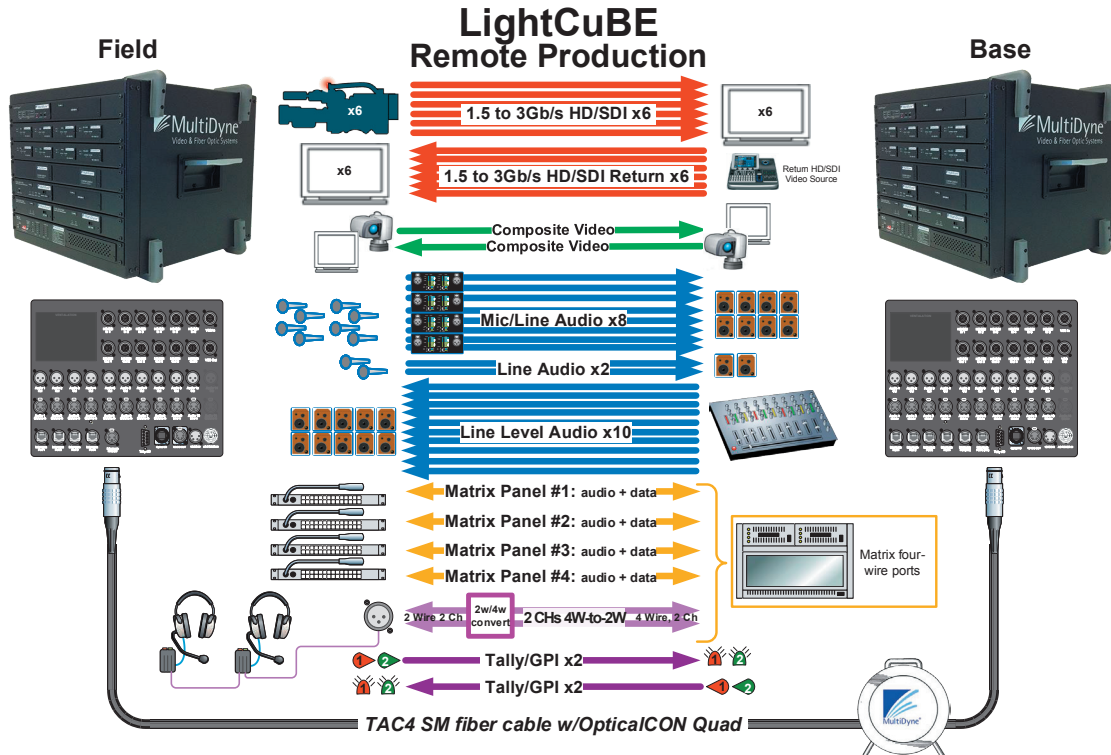 LightCuBE
Remote Production
Field
Base
MultiDyne
Video & Fiber Optic Systems
MultiDyne
Video & Fiber Optic Systems
x6
1.5 to 3Gb/s HD/SDI x6
x6
x6
1.5 to 3Gb/s HD/SDI Return x6
Return HD/SDI
Video Source
Composite Video
Composite Video
Mic/Line Audio x8
Line Audio x2
Line Level Audio x10
Matrix Panel #1: audio + data
Matrix Panel #2: audio + data
Matrix Panel #3: audio + data
Matrix Panel #4: audio + data
Matrix four-
wire ports
2 Wire 2 Ch
2w/4w
convert
2 CHs 4W-to-2W
4 Wire, 2 Ch
1 2
Tally/GPI x2
1 2
1 2
Tally/GPI x2
1 2
TAC4 SM fiber cable w/OpticalCON Quad
MultiDyne